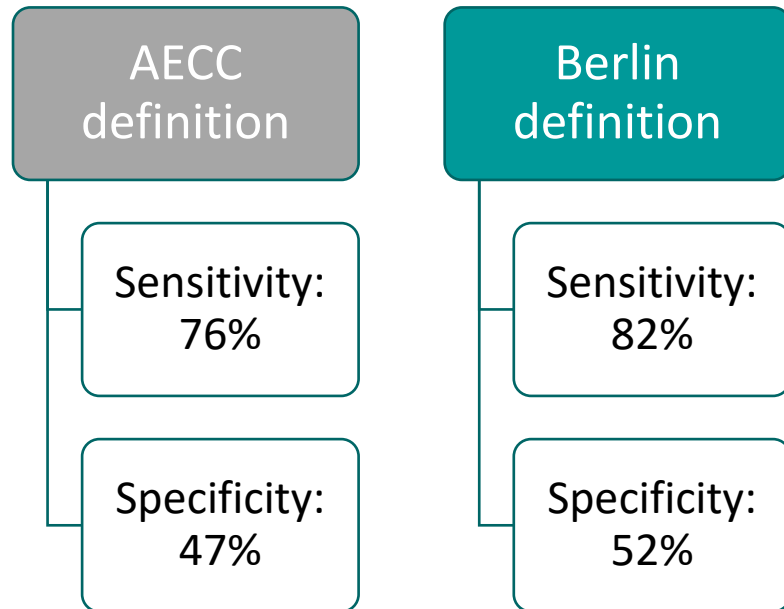 AECC
definition
Sensitivity:
76%
Specificity:
47%
Berlin
definition
Sensitivity:
82%
Specificity:
52%